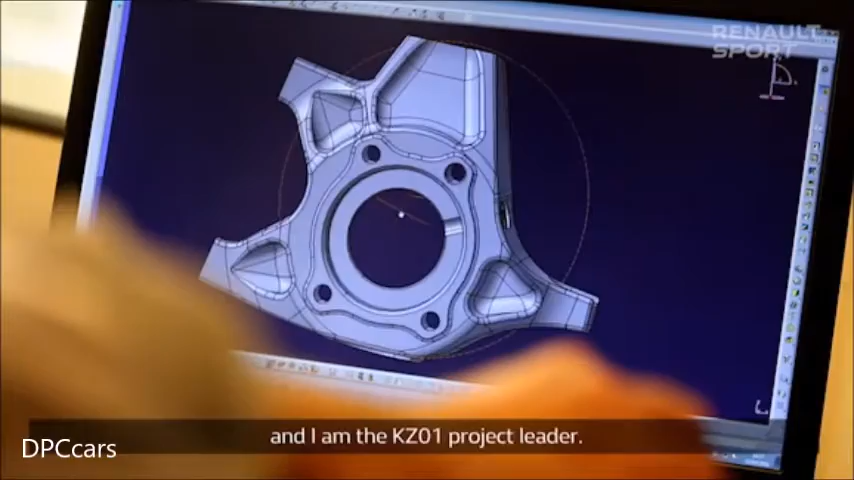 RENAULT
SPORT
and I am the KZ01 project leader.
DPCcars